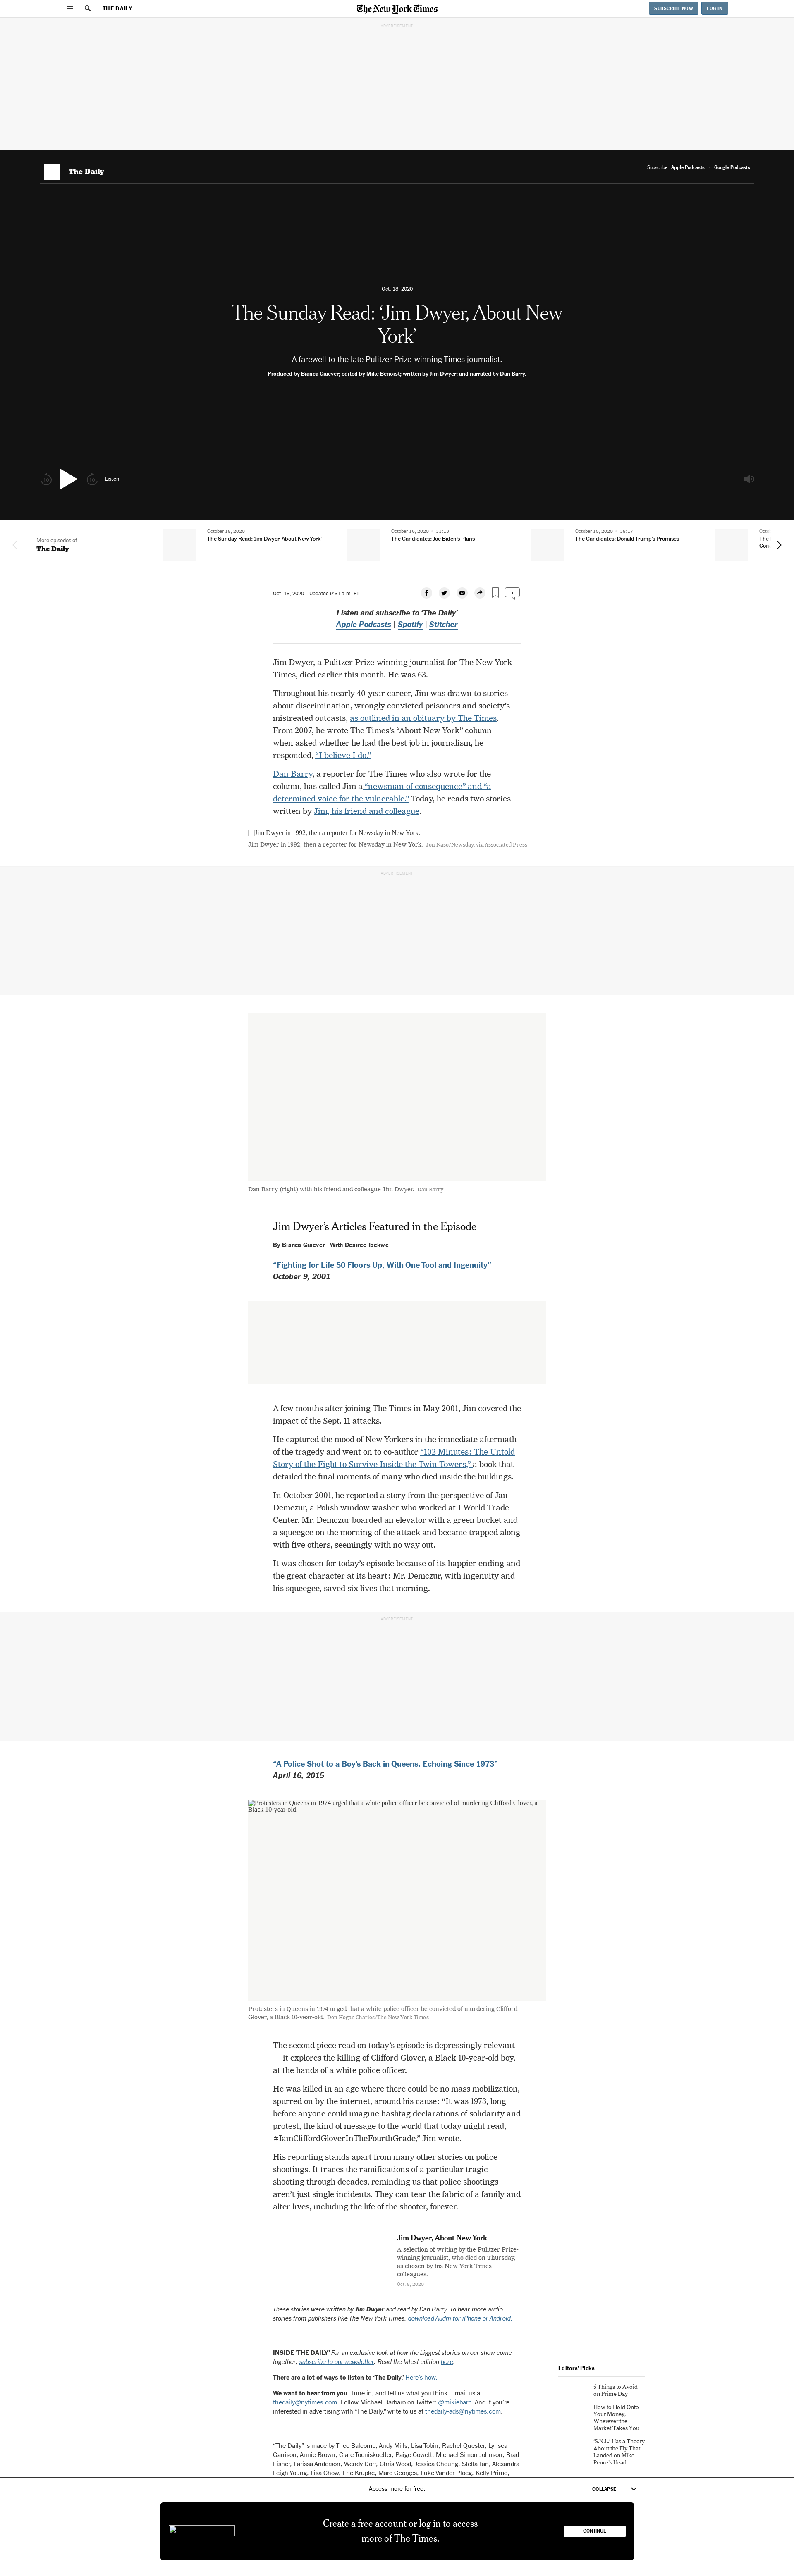 THE DAILY
The New York Times
SUBSCRIBE NOW
LOG IN
ADVERTISEMENT
The Daily
Subscribe: Apple Podcasts · Google Podcasts
Oct. 18, 2020
The Sunday Read: ‘Jim Dwyer, About New
York’
A farewell to the late Pulitzer Prize-winning Times journalist.
Produced by Bianca Giaever; edited by Mike Benoist; written by Jim Dwyer; and narrated by Dan Barry.
Listen
More episodes of
The Daily
October 18, 2020
The Sunday Read: ‘Jim Dwyer, About New York’
October 16, 2020 · 31:13
The Candidates: Joe Biden’s Plans
October 15, 2020 · 36:17
The Candidates: Donald Trump’s Promises
Oct. 18, 2020 Updated 9:31 a.m. ET
Listen and subscribe to ‘The Daily’
Apple Podcasts | Spotify | Stitcher
Jim Dwyer, a Pulitzer Prize-winning journalist for The New York
Times, died earlier this month. He was 63.
Throughout his nearly 40-year career, Jim was drawn to stories
about discrimination, wrongly convicted prisoners and society’s
mistreated outcasts, as outlined in an obituary by The Times.
From 2007, he wrote The Times’s “About New York” column —
when asked whether he had the best job in journalism, he
responded, “I believe I do.”
Dan Barry, a reporter for The Times who also wrote for the
column, has called Jim a “newsman of consequence” and “a
determined voice for the vulnerable.” Today, he reads two stories
written by Jim, his friend and colleague.
Jim Dwyer in 1992, then a reporter for Newsday in New York.
Jim Dwyer in 1992, then a reporter for Newsday in New York. Jon Naso/Newsday, via Associated Press
ADVERTISEMENT
Dan Barry (right) with his friend and colleague Jim Dwyer. Dan Barry
Jim Dwyer’s Articles Featured in the Episode
By Bianca Giaever With Desiree Ibekwe
“Fighting for Life 50 Floors Up, With One Tool and Ingenuity”
October 9, 2001
A few months after joining The Times in May 2001, Jim covered the
impact of the Sept. 11 attacks.
He captured the mood of New Yorkers in the immediate aftermath
of the tragedy and went on to co-author “102 Minutes: The Untold
Story of the Fight to Survive Inside the Twin Towers,” a book that
detailed the final moments of many who died inside the buildings.
In October 2001, he reported a story from the perspective of Jan
Demczur, a Polish window washer who worked at 1 World Trade
Center. Mr. Demczur boarded an elevator with a green bucket and
a squeegee on the morning of the attack and became trapped along
with five others, seemingly with no way out.
It was chosen for today’s episode because of its happier ending and
the great character at its heart: Mr. Demczur, with ingenuity and
his squeegee, saved six lives that morning.
ADVERTISEMENT
“A Police Shot to a Boy’s Back in Queens, Echoing Since 1973”
April 16, 2015
Protesters in Queens in 1974 urged that a white police officer be convicted of murdering Clifford Glover, a
Black 10-year-old.
Protesters in Queens in 1974 urged that a white police officer be convicted of murdering Clifford
Glover, a Black 10-year-old. Don Hogan Charles/The New York Times
The second piece read on today’s episode is depressingly relevant
— it explores the killing of Clifford Glover, a Black 10-year-old boy,
at the hands of a white police officer.
He was killed in an age where there could be no mass mobilization,
spurred on by the internet, around his cause: “It was 1973, long
before anyone could imagine hashtag declarations of solidarity and
protest, the kind of message to the world that today might read,
#IamCliffordGloverInTheFourthGrade,” Jim wrote.
His reporting stands apart from many other stories on police
shootings. It traces the ramifications of a particular tragic
shooting through decades, reminding us that police shootings
aren’t just single incidents. They can tear the fabric of a family and
alter lives, including the life of the shooter, forever.
Jim Dwyer, About New York
A selection of writing by the Pulitzer Prize-
winning journalist, who died on Thursday,
as chosen by his New York Times
colleagues.
Oct. 8, 2020
These stories were written by Jim Dwyer and read by Dan Barry. To hear more audio
stories from publishers like The New York Times, download Audm for iPhone or Android.
INSIDE ‘THE DAILY’ For an exclusive look at how the biggest stories on our show come
together, subscribe to our newsletter. Read the latest edition here.
There are a lot of ways to listen to ‘The Daily.’ Here’s how.
We want to hear from you. Tune in, and tell us what you think. Email us at
thedaily@nytimes.com. Follow Michael Barbaro on Twitter: @mikiebarb. And if you’re
interested in advertising with “The Daily,” write to us at thedaily-ads@nytimes.com.
“The Daily” is made by Theo Balcomb, Andy Mills, Lisa Tobin, Rachel Quester, Lynsea
Garrison, Annie Brown, Clare Toeniskoetter, Paige Cowett, Michael Simon Johnson, Brad
Fisher, Larissa Anderson, Wendy Dorr, Chris Wood, Jessica Cheung, Stella Tan, Alexandra
Leigh Young, Lisa Chow, Eric Krupke, Marc Georges, Luke Vander Ploeg, Kelly Prime,
Editors’ Picks
5 Things to Avoid
on Prime Day
How to Hold Onto
Your Money,
Wherever the
Market Takes You
‘S.N.L.’ Has a Theory
About the Fly That
Landed on Mike
Pence’s Head
Access more for free.
COLLAPSE
Create a free account or log in to access
more of The Times.
CONTINUE